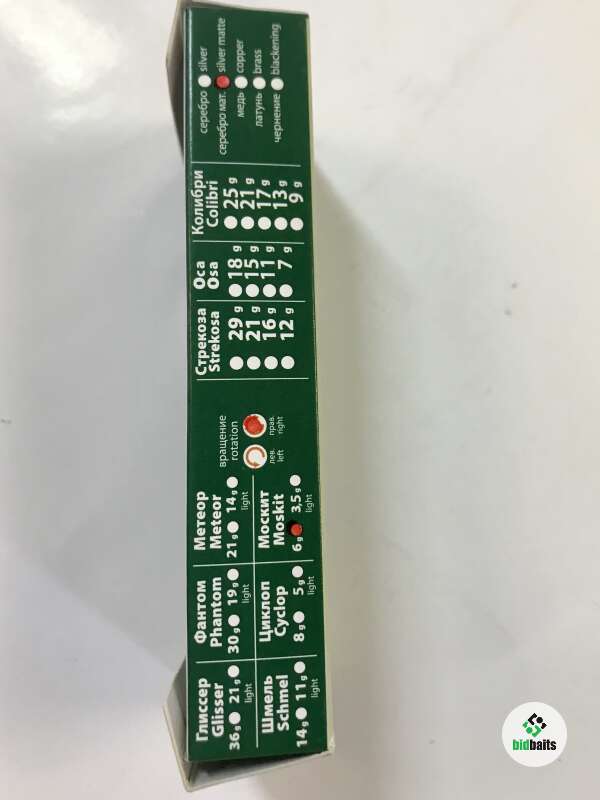 Глиссер
Glisser
36 g 21 g
light
Фантом
Phantom
30 g 19 g
light
Метеор
Meteor
21 g 14 g
light
Шмель
Schmel
14 g 11 g
light
Циклоп
Cyclop
8 g 5 g
light
Москит
Moskit
6 g 3,5 g
light
вращение
rotation
лев. прав.
left right
Стрекоза
Strekosa
29 g
21 g
16 g
12 g
Оса
Osa
18 g
15 g
11 g
7 g
Колибри
Colibri
25 g
21 g
17 g
13 g
9 g
серебро silver
серебро мат. silver matte
медь copper
латунь brass
чернение blackening
bidbaits